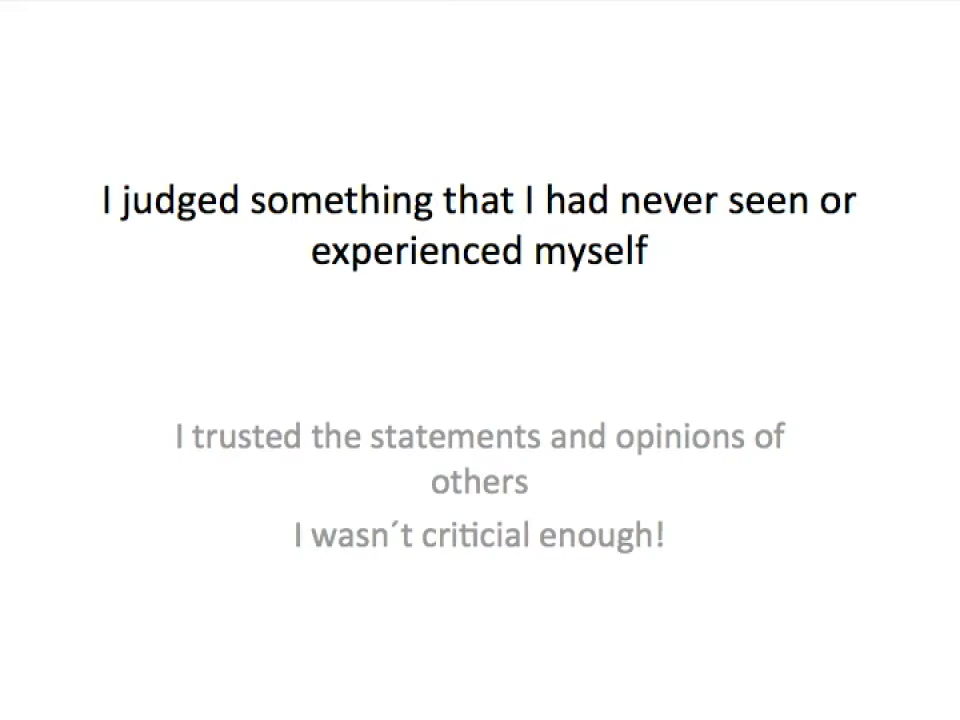 I judged something that I had never seen or
experienced myself
I trusted the statements and opinions of
others
I wasn´t criticial enough!